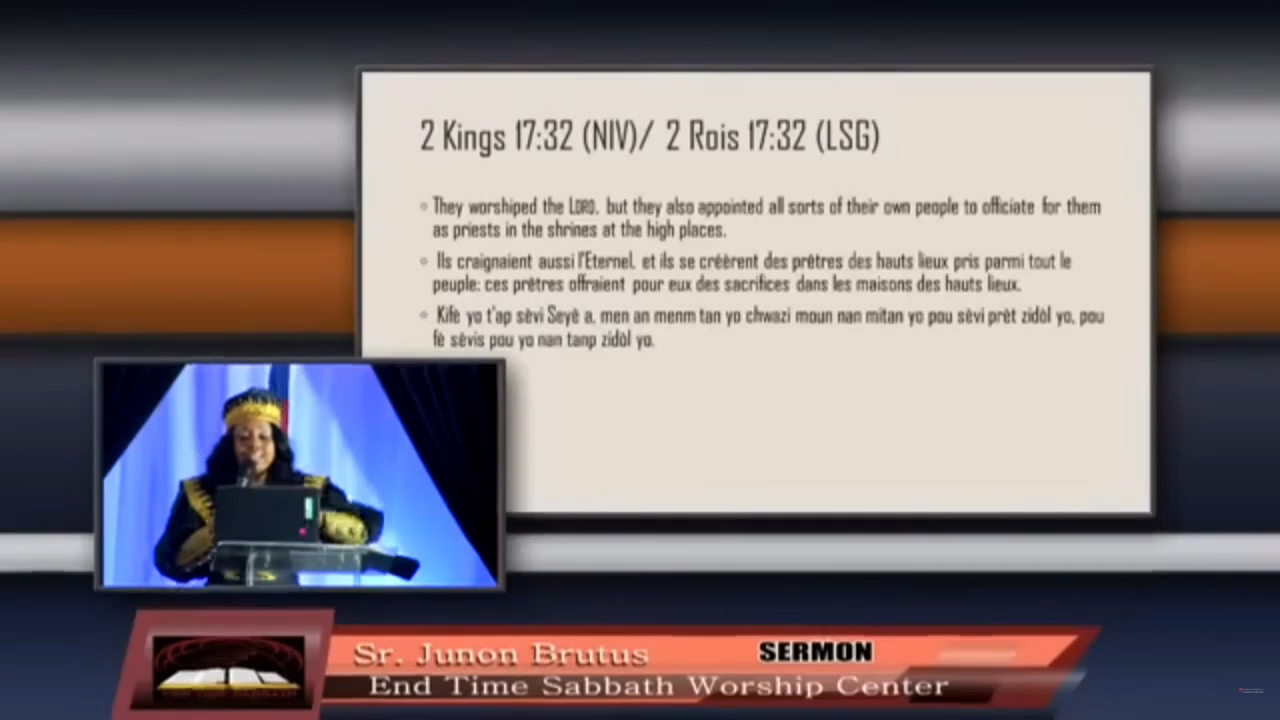 2 Kings 17:32 (NIV)/ 2 Rois 17:32 (LSG)
They worshiped the LORD, but they also appointed all sorts of their own people to officiate for them
as priests in the shrines at the high places.
Ils craignaient aussi l'Eternel, et ils se créèrent des prêtres des hauts lieux pris parmi tout le
peuple; ces prêtres offraient pour eux des sacrifices dans les maisons des hauts lieux.
Kifè yo t'ap sèvi Seyè a, men an menm tan yo chwazi moun nan mitan yo pou sèvi prèt zidòl yo, pou
fè sèvis pou yo nan tanp zidòl yo.
Sr. Junon Brutus SERMON
End Time Sabbath Worship Center